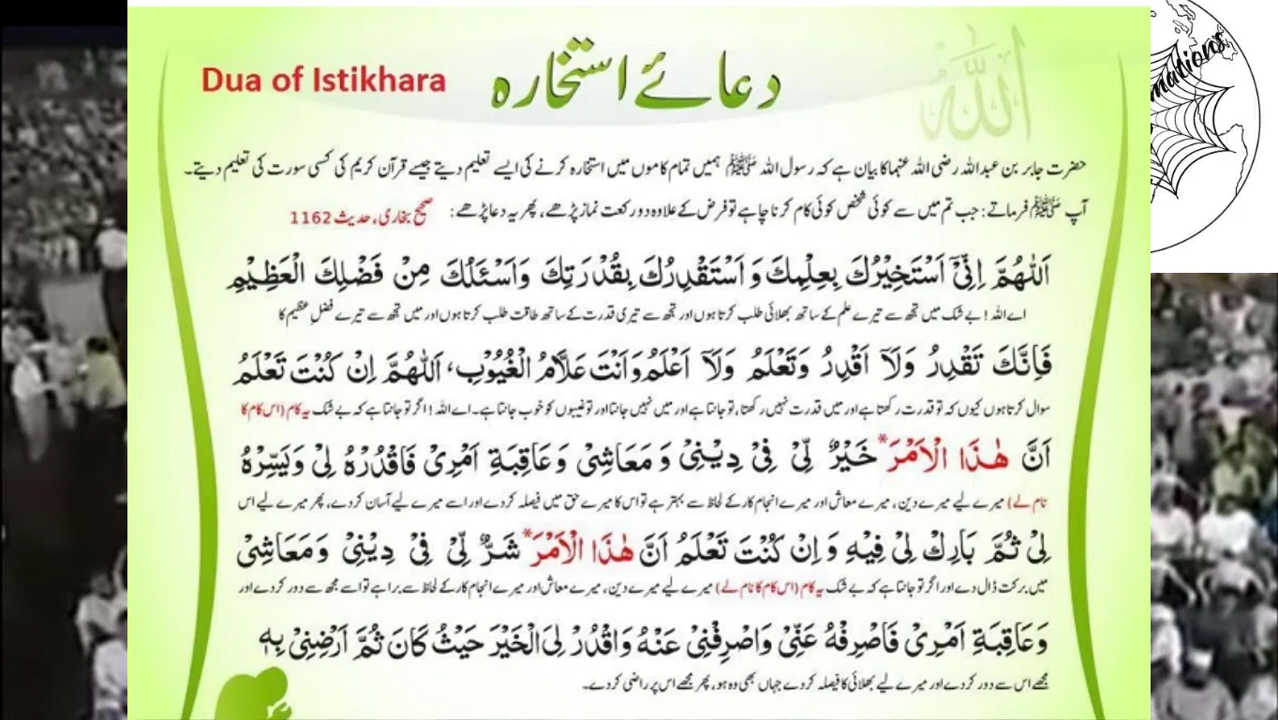 Dua of Istikhara
دعائے استخارہ
الله
mations
حضرت جابر بن عبداللہ رضی اللہ عنہما کا بیان ہے کہ رسول اللہ ﷺ ہمیں تمام کاموں میں استخارہ کرنے کی ایسے تعلیم دیتے جیسے قرآن کریم کی کسی سورت کی تعلیم دیتے۔
آپ ﷺ فرماتے: جب تم میں سے کوئی شخص کوئی کام کرنا چاہے تو فرض کے علاوہ دو رکعت نماز پڑھے، پھر یہ دعا پڑھے: صحیح بخاری، حدیث 1162
اَللّٰهُمَّ اِنِّيْٓ اَسْتَخِيْرُكَ بِعِلْمِكَ وَ اَسْتَقْدِرُكَ بِقُدْرَتِكَ وَاَسْئَلُكَ مِنْ فَضْلِكَ الْعَظِيْمِ
اے اللہ! بے شک میں تجھ سے تیرے علم کے ساتھ بھلائی طلب کرتا ہوں اور تجھ سے تیری قدرت کے ساتھ طاقت طلب کرتا ہوں اور میں تجھ سے تیرے فضلِ عظیم کا
فَاِنَّكَ تَقْدِرُ وَلَآ اَقْدِرُ وَتَعْلَمُ وَلَآ اَعْلَمُ وَاَنْتَ عَلَّامُ الْغُيُوْبِ، اَللّٰهُمَّ اِنْ كُنْتَ تَعْلَمُ
سوال کرتا ہوں کیوں کہ تو قدرت رکھتا ہے اور میں قدرت نہیں رکھتا، تو جانتا ہے اور میں نہیں جانتا اور تو غیبوں کو خوب جانتا ہے۔ اے اللہ! اگر تو جانتا ہے کہ بے شک یہ کام (اس کام کا
اَنَّ هٰذَا الْاَمْرَ* خَيْرٌ لِّيْ فِيْ دِيْنِيْ وَ مَعَاشِيْ وَ عَاقِبَةِ اَمْرِيْ فَاقْدُرْهُ لِيْ وَيَسِّرْهُ
نام لے) میرے لیے میرے دین، میرے معاش اور میرے انجام کار کے لحاظ سے بہتر ہے تو اس کا میرے حق میں فیصلہ کر دے اور اسے میرے لیے آسان کر دے، پھر میرے لیے اس
لِيْ ثُمَّ بَارِكْ لِيْ فِيْهِ وَ اِنْ كُنْتَ تَعْلَمُ اَنَّ هٰذَا الْاَمْرَ* شَرٌّ لِّيْ فِيْ دِيْنِيْ وَمَعَاشِيْ
میں برکت ڈال دے اور اگر تو جانتا ہے کہ بے شک یہ کام (اس کام کا نام لے) میرے لیے میرے دین، میرے معاش اور میرے انجام کار کے لحاظ سے برا ہے تو اسے مجھ سے دور کر دے اور
وَعَاقِبَةِ اَمْرِيْ فَاصْرِفْهُ عَنِّيْ وَاصْرِفْنِيْ عَنْهُ وَاقْدُرْ لِيَ الْخَيْرَ حَيْثُ كَانَ ثُمَّ اَرْضِنِيْ بِهٖ
مجھے اس سے دور کر دے اور میرے لیے بھلائی کا فیصلہ کر دے جہاں بھی وہ ہو، پھر مجھے اس پر راضی کر دے۔